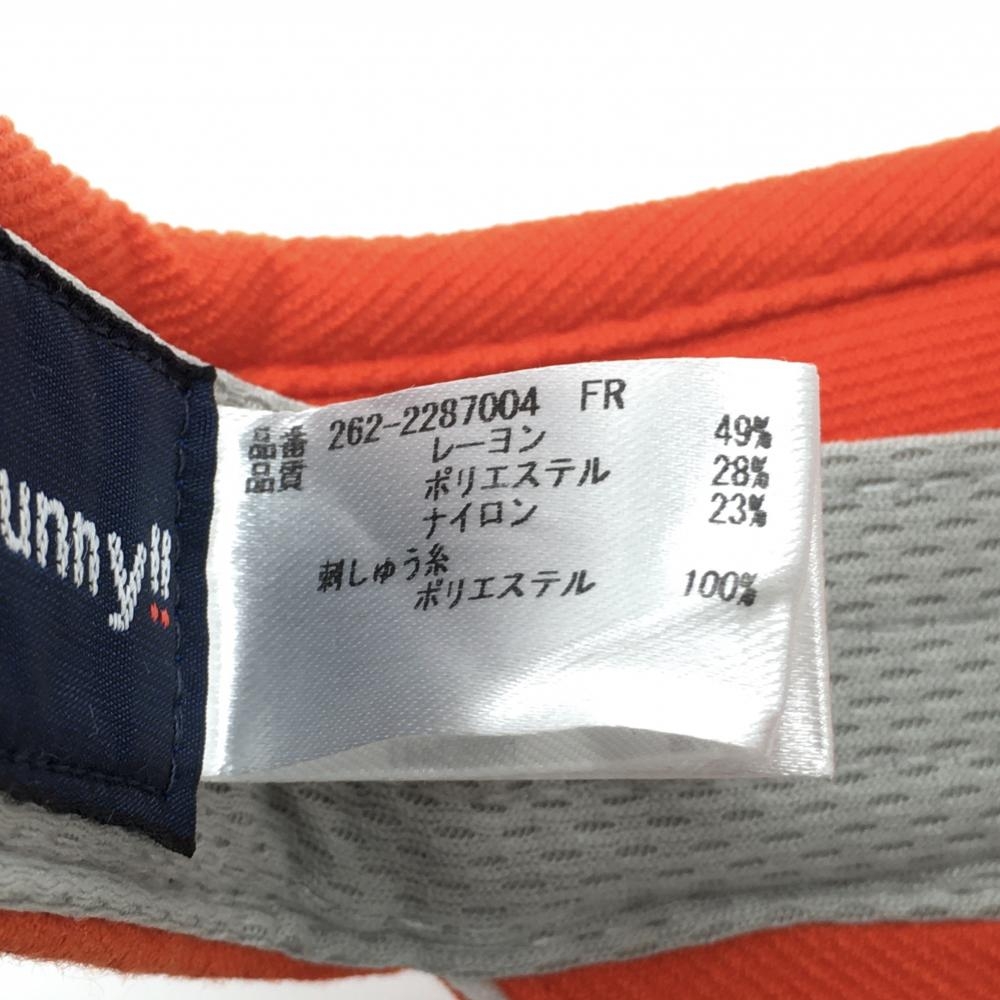 unny!!
品番 262-2287004 FR
品質 レーヨン 49%
ポリエステル 28%
ナイロン 23%
刺しゅう糸
ポリエステル 100%